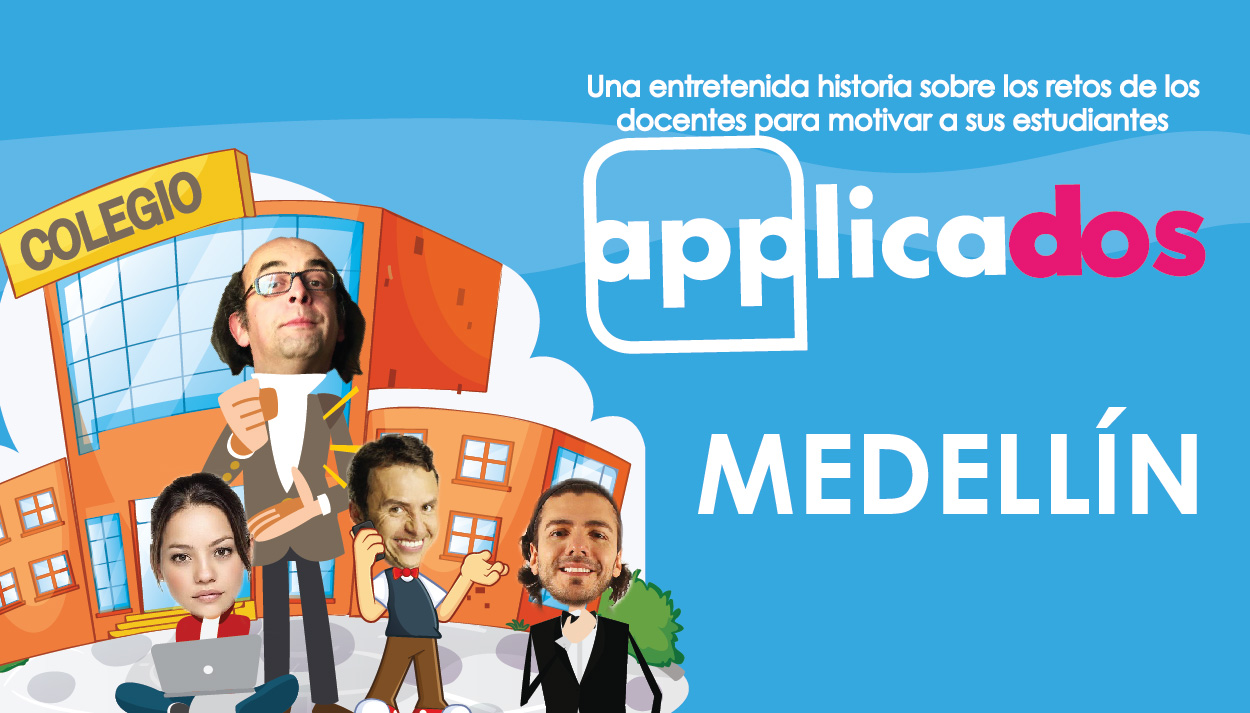 Una entretenida historia sobre los retos de los
docentes para motivar a sus estudiantes
applicados
COLEGIO
MEDELLÍN